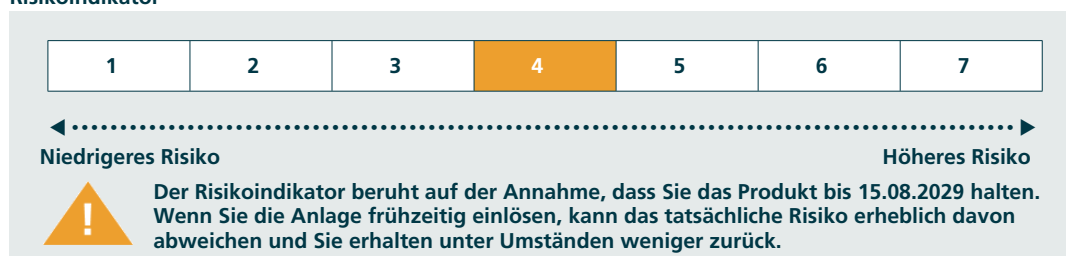 Risikoindikator
1 2 3 4 5 6 7
Niedrigeres Risiko Höheres Risiko
! Der Risikoindikator beruht auf der Annahme, dass Sie das Produkt bis 15.08.2029 halten.
Wenn Sie die Anlage frühzeitig einlösen, kann das tatsächliche Risiko erheblich davon
abweichen und Sie erhalten unter Umständen weniger zurück.